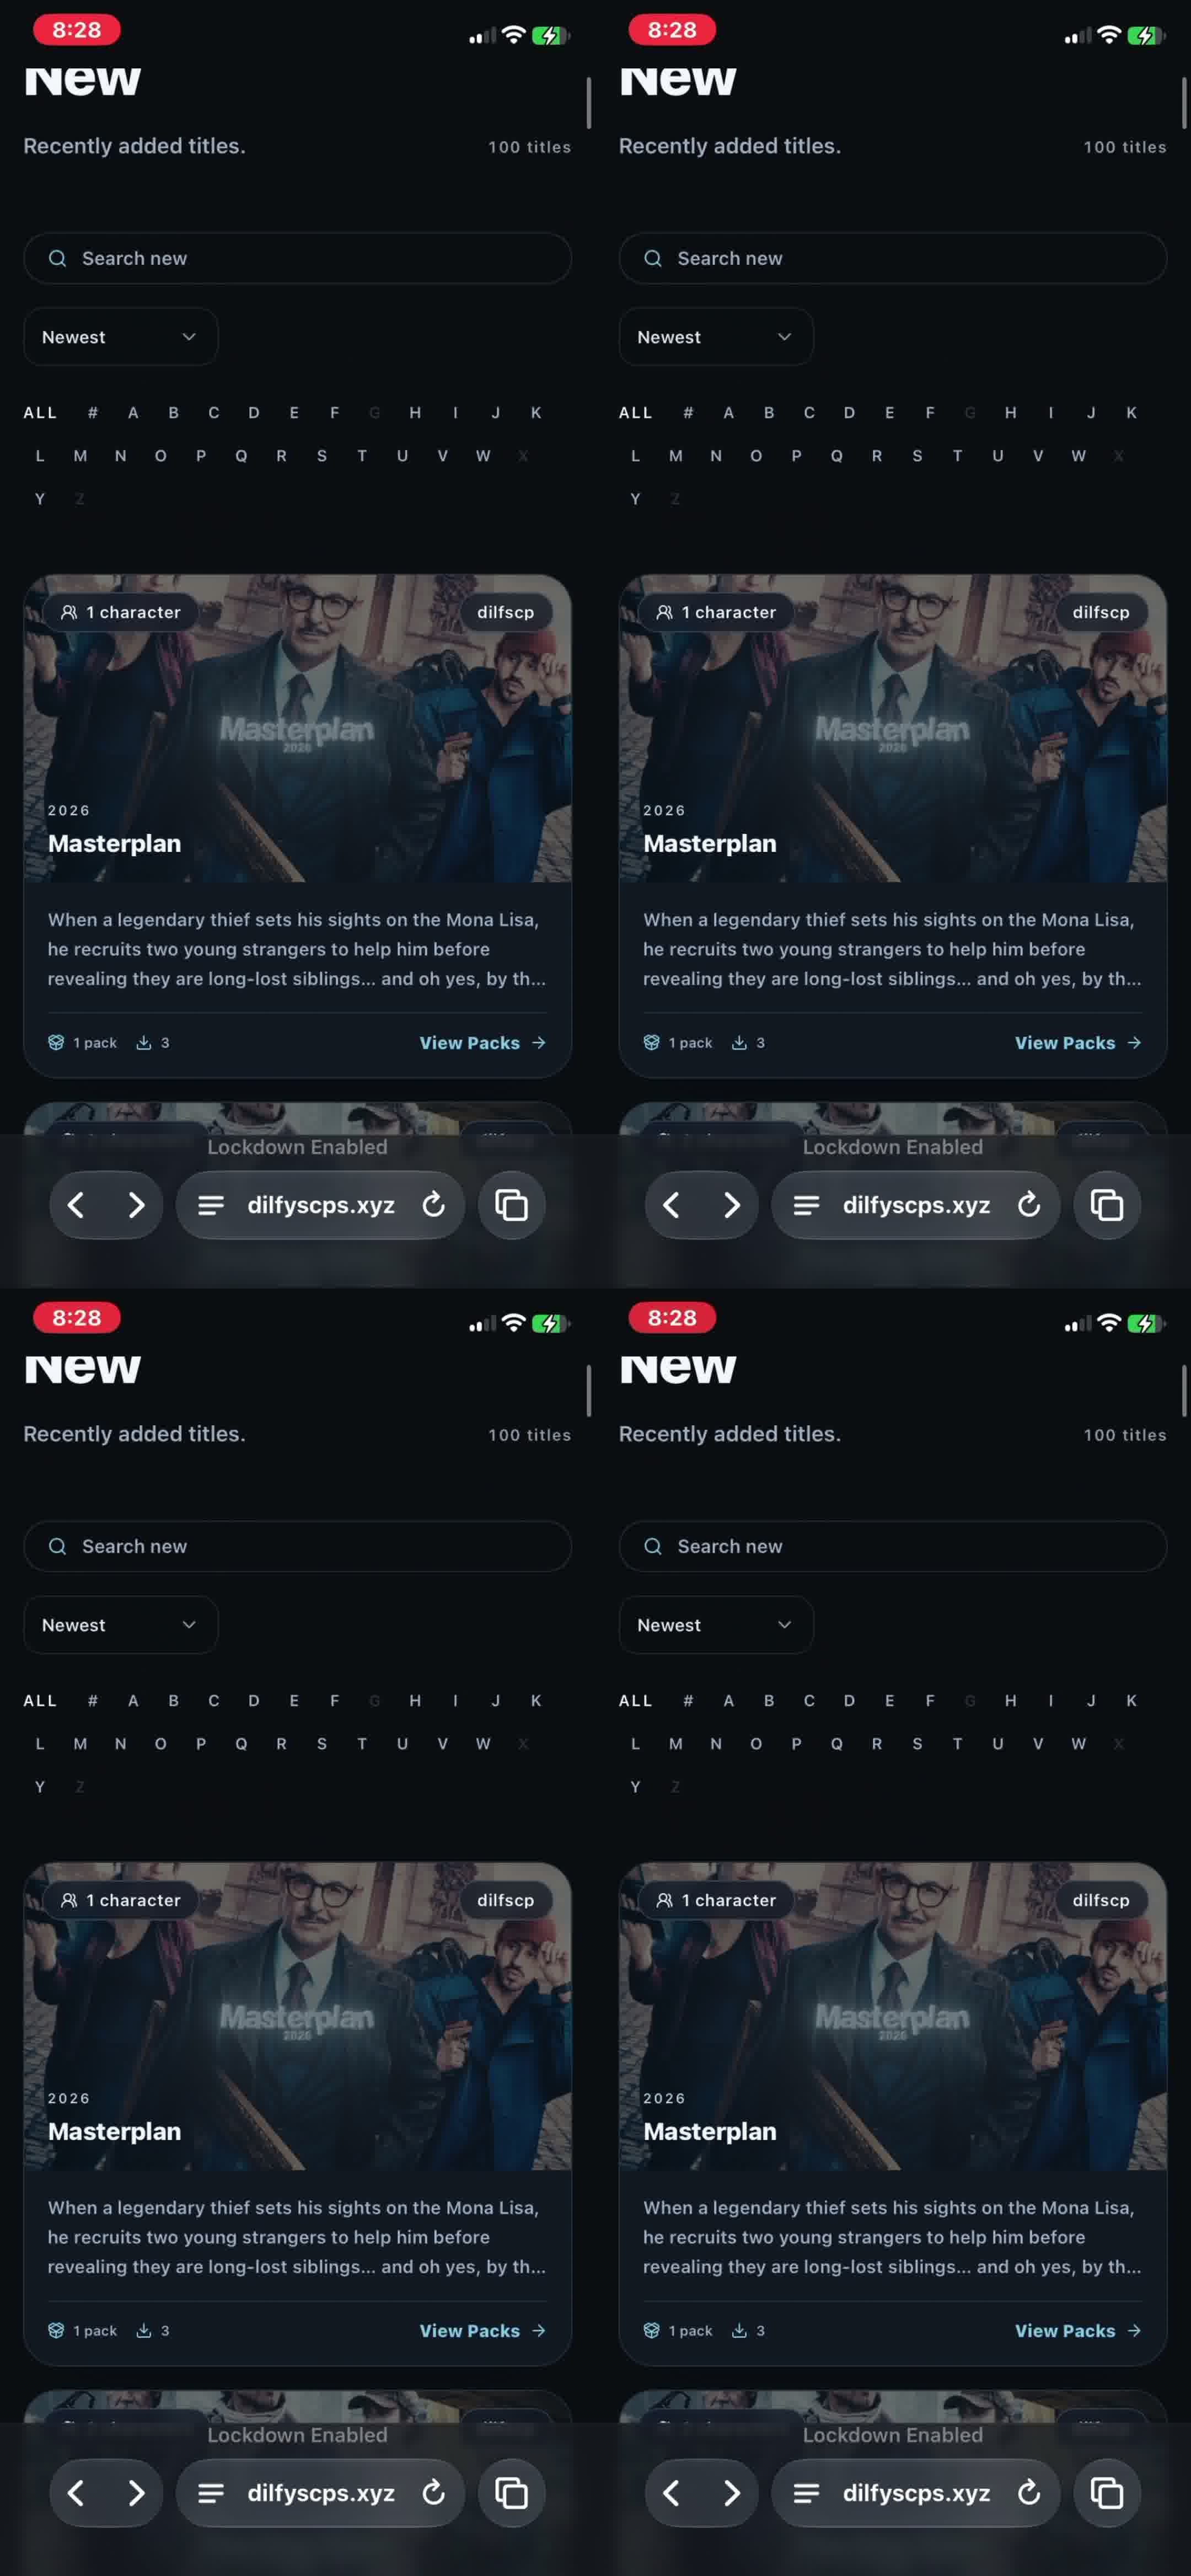 8:28
8:28
New
New
Recently added titles.
100 titles
Recently added titles.
100 titles
Search new
Search new
Newest
Newest
ALL # A B C D E F G H I J K
ALL # A B C D E F G H I J K
L M N O P Q R S T U V W X
L M N O P Q R S T U V W X
Y Z
Y Z
1 character
dilfscp
1 character
dilfscp
Masterplan
2026
Masterplan
2026
2026
Masterplan
2026
Masterplan
When a legendary thief sets his sights on the Mona Lisa,
he recruits two young strangers to help him before
revealing they are long-lost siblings... and oh yes, by th...
When a legendary thief sets his sights on the Mona Lisa,
he recruits two young strangers to help him before
revealing they are long-lost siblings... and oh yes, by th...
1 pack 3
View Packs
1 pack 3
View Packs
Lockdown Enabled
Lockdown Enabled
dilfyscps.xyz
dilfyscps.xyz
8:28
8:28
New
New
Recently added titles.
100 titles
Recently added titles.
100 titles
Search new
Search new
Newest
Newest
ALL # A B C D E F G H I J K
ALL # A B C D E F G H I J K
L M N O P Q R S T U V W X
L M N O P Q R S T U V W X
Y Z
Y Z
1 character
dilfscp
1 character
dilfscp
Masterplan
2026
Masterplan
2026
2026
Masterplan
2026
Masterplan
When a legendary thief sets his sights on the Mona Lisa,
he recruits two young strangers to help him before
revealing they are long-lost siblings... and oh yes, by th...
When a legendary thief sets his sights on the Mona Lisa,
he recruits two young strangers to help him before
revealing they are long-lost siblings... and oh yes, by th...
1 pack 3
View Packs
1 pack 3
View Packs
Lockdown Enabled
Lockdown Enabled
dilfyscps.xyz
dilfyscps.xyz